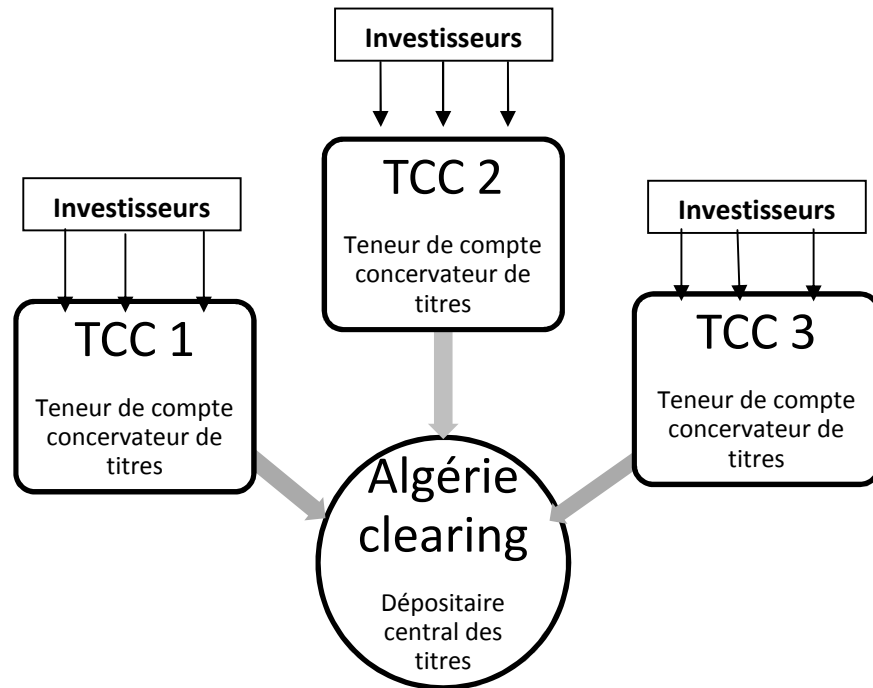 Investisseurs
TCC 2
Teneur de compte
concervateur de
titres
Investisseurs
TCC 1
Teneur de compte
concervateur de
titres
Investisseurs
TCC 3
Teneur de compte
concervateur de
titres
Algérie
clearing
Dépositaire
central des
titres